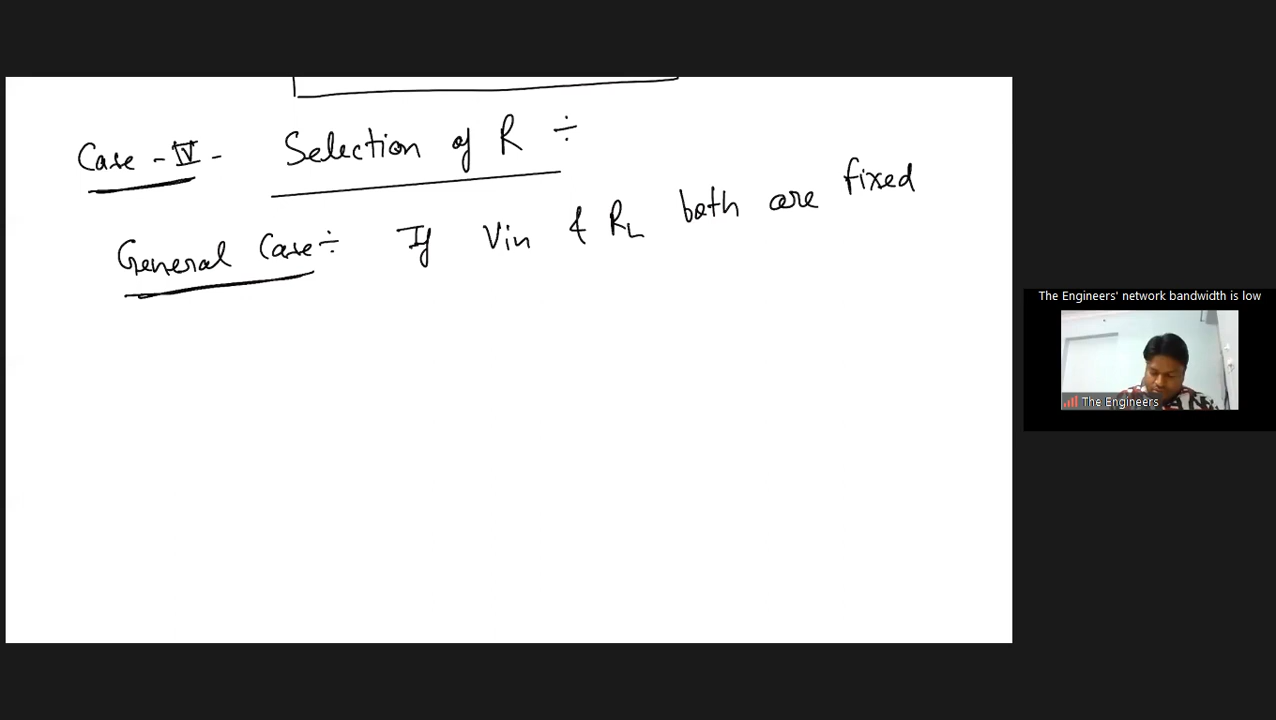 Case - IV - Selection of R ÷
General Case ÷ If Vin & RL both are fixed
The Engineers' network bandwidth is low
The Engineers